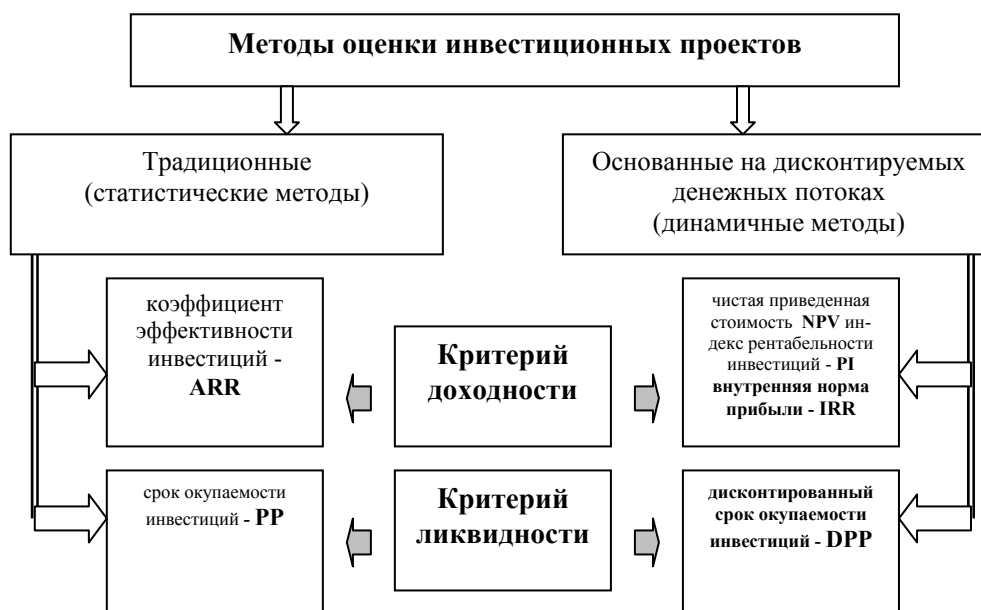 Методы оценки инвестиционных проектов
Традиционные
(статистические методы)
Основанные на дисконтируемых
денежных потоках
(динамичные методы)
коэффициент
эффективности
инвестиций -
ARR
Критерий
доходности
чистая приведенная
стоимость NPV ин-
декс рентабельности
инвестиций - PI
внутренняя норма
прибыли - IRR
срок окупаемости
инвестиций - PP
Критерий
ликвидности
дисконтированный
срок окупаемости
инвестиций - DPP